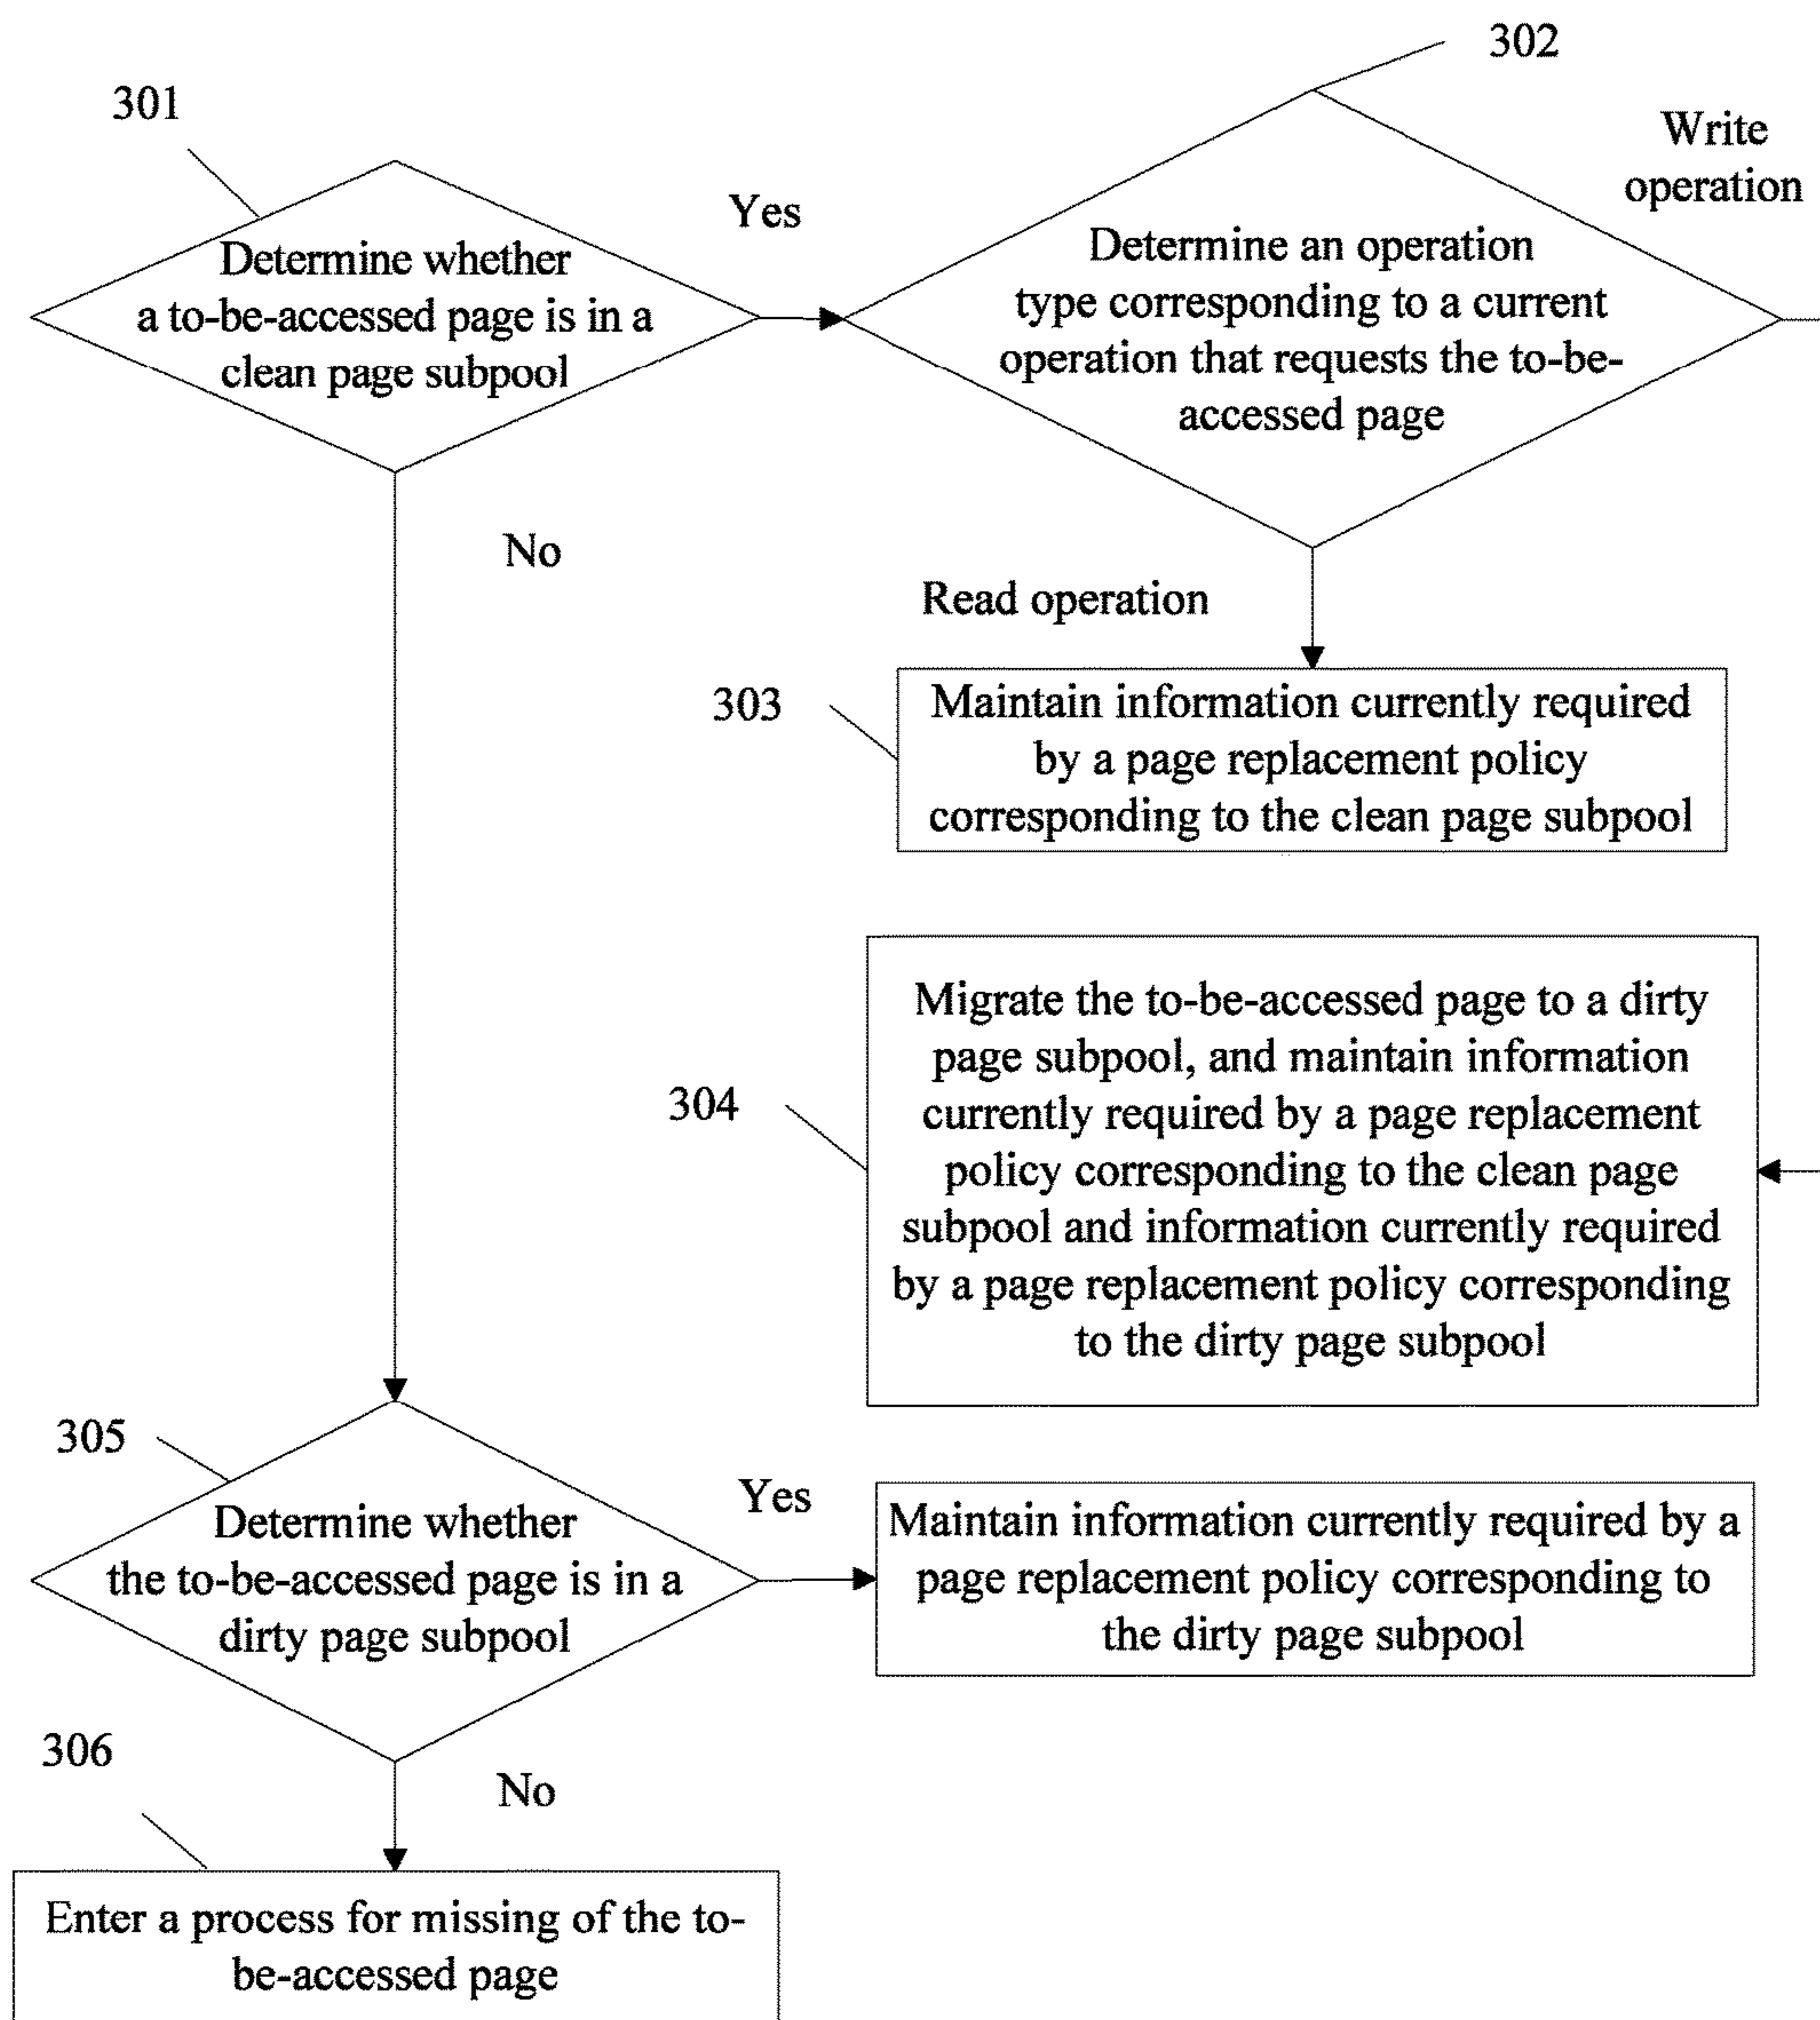 302
301
Write
operation
Yes
Determine whether
a to-be-accessed page is in a
clean page subpool
Determine an operation
type corresponding to a current
operation that requests the to-be-
accessed page
No
Read operation
303
Maintain information currently required
by a page replacement policy
corresponding to the clean page subpool
304
Migrate the to-be-accessed page to a dirty
page subpool, and maintain information
currently required by a page replacement
policy corresponding to the clean page
subpool and information currently required
by a page replacement policy corresponding
to the dirty page subpool
305
Determine whether
the to-be-accessed page is in a
dirty page subpool
Yes
Maintain information currently required by a
page replacement policy corresponding to
the dirty page subpool
306
No
Enter a process for missing of the to-
be-accessed page